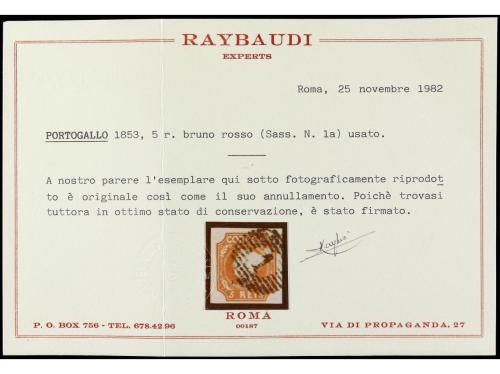 RAYBAUDI
EXPERTS
Roma, 25 novembre 1982
PORTOGALLO 1853, 5 r. bruno rosso (Sass. N. 1a) usato.
A nostro parere l'esemplare qui sotto fotograficamente riprodot
to è originale così come il suo annullamento. Poichè trovasi
tuttora in ottimo stato di conservazione, è stato firmato.
5 REIS
ROMA
P. O. BOX 756 - TEL. 678.42.96
00187
VIA DI PROPAGANDA, 27